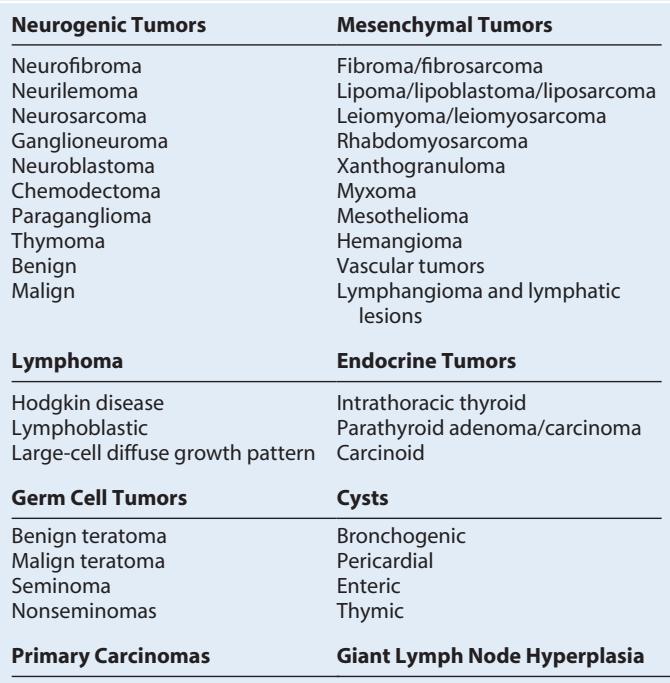 Neurogenic Tumors
Neurofibroma
Neurilemoma
Neurosarcoma
Ganglioneuroma
Neuroblastoma
Chemodectoma
Paraganglioma
Thymoma
Benign
Malign
Mesenchymal Tumors
Fibroma/fibrosarcoma
Lipoma/lipoblastoma/liposarcoma
Leiomyoma/leiomyosarcoma
Rhabdomyosarcoma
Xanthogranuloma
Myxoma
Mesothelioma
Hemangioma
Vascular tumors
Lymphangioma and lymphatic
lesions
Lymphoma
Hodgkin disease
Lymphoblastic
Large-cell diffuse growth pattern
Endocrine Tumors
Intrathoracic thyroid
Parathyroid adenoma/carcinoma
Carcinoid
Germ Cell Tumors
Benign teratoma
Malign teratoma
Seminoma
Nonseminomas
Cysts
Bronchogenic
Pericardial
Enteric
Thymic
Primary Carcinomas
Giant Lymph Node Hyperplasia